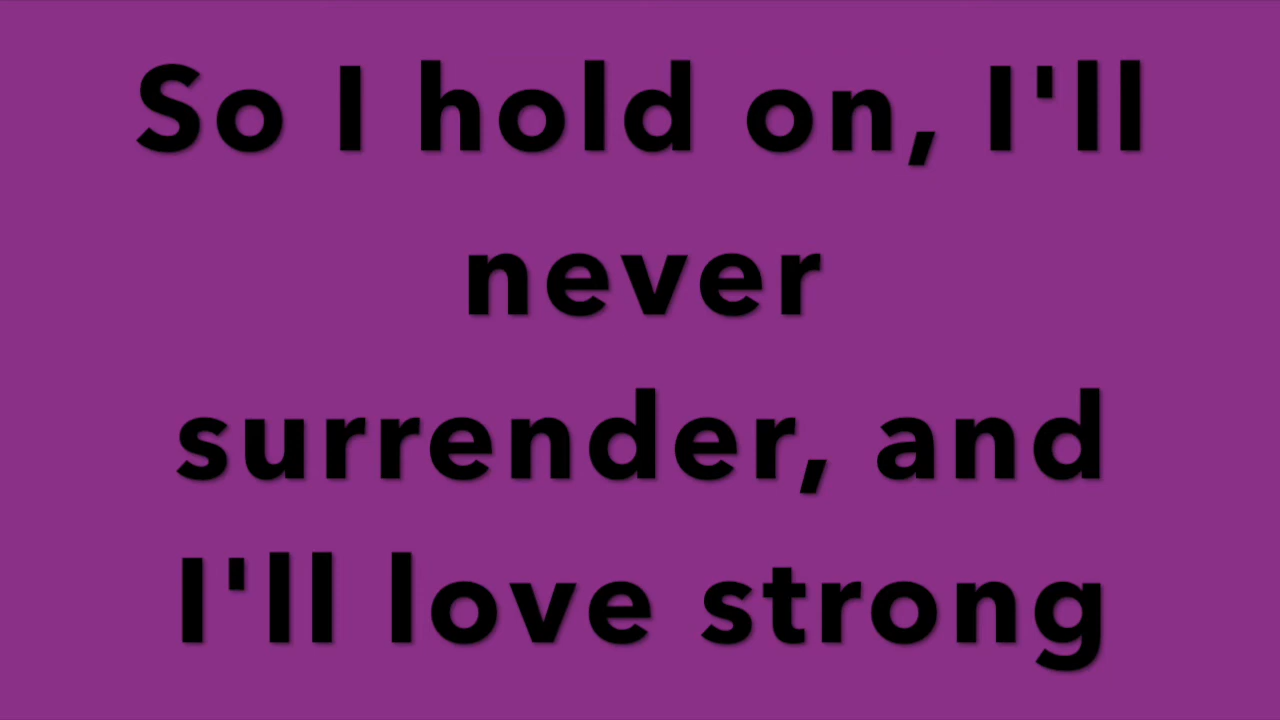 So I hold on, I'll
never
surrender, and
I'll love strong